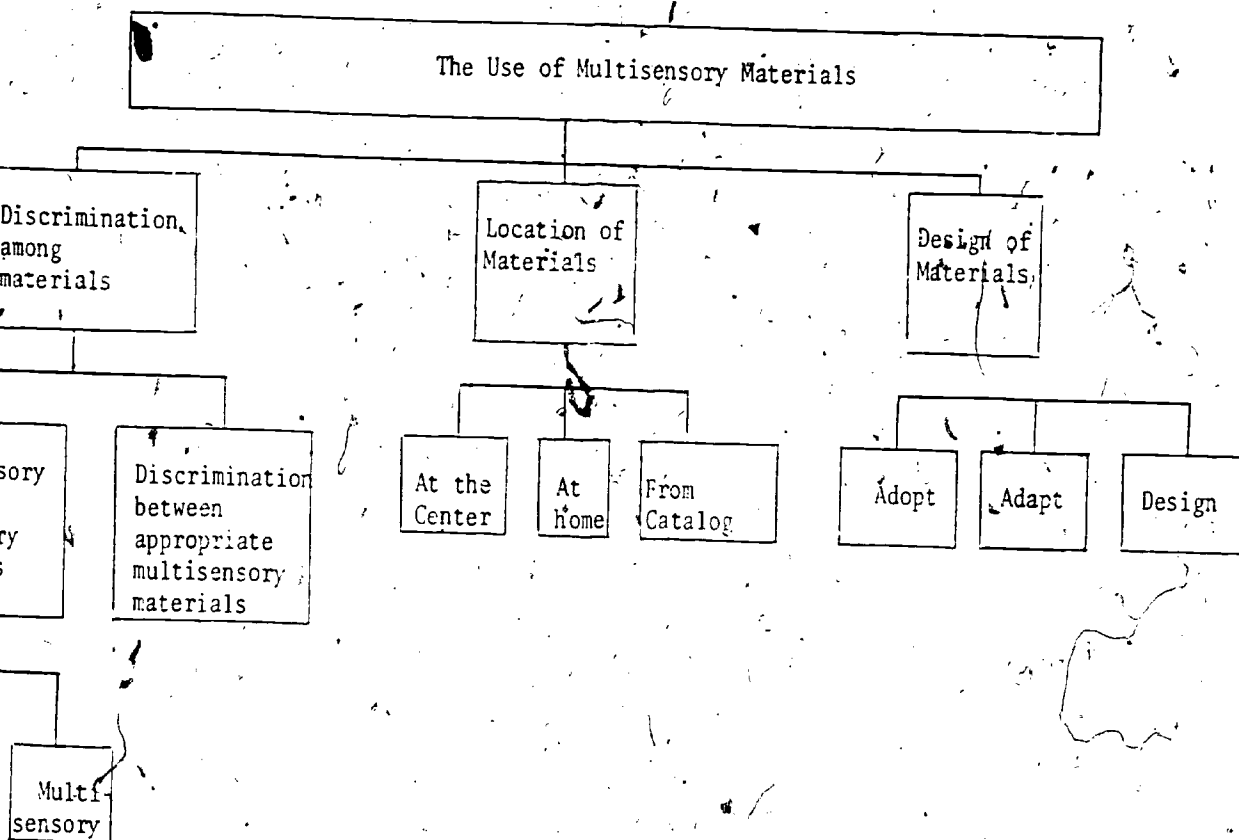 The Use of Multisensory Materials
Discrimination
among
materials
Location of
Materials
Design of
Materials
Discrimination
between
appropriate
multisensory
materials
At the
Center
At
home
From
Catalog
Adopt
Adapt
Design
Multi-
sensory